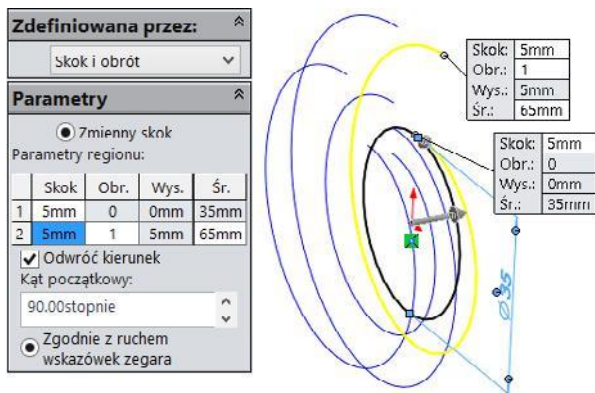 Zdefiniowana przez:
Skok i obrót
Parametry
Zmienny skok
Parametry regionu:
Skok Obr. Wys. Śr.
1 5mm 0 0mm 35mm
2 5mm 1 5mm 65mm
Odwróć kierunek
Kąt początkowy:
90.00stopnie
Zgodnie z ruchem
wskazówek zegara
Skok: 5mm
Obr.: 1
Wys.: 5mm
Śr.: 65mm
Skok: 5mm
Obr.: 0
Wys.: 0mm
Śr.: 35mm
Ø35